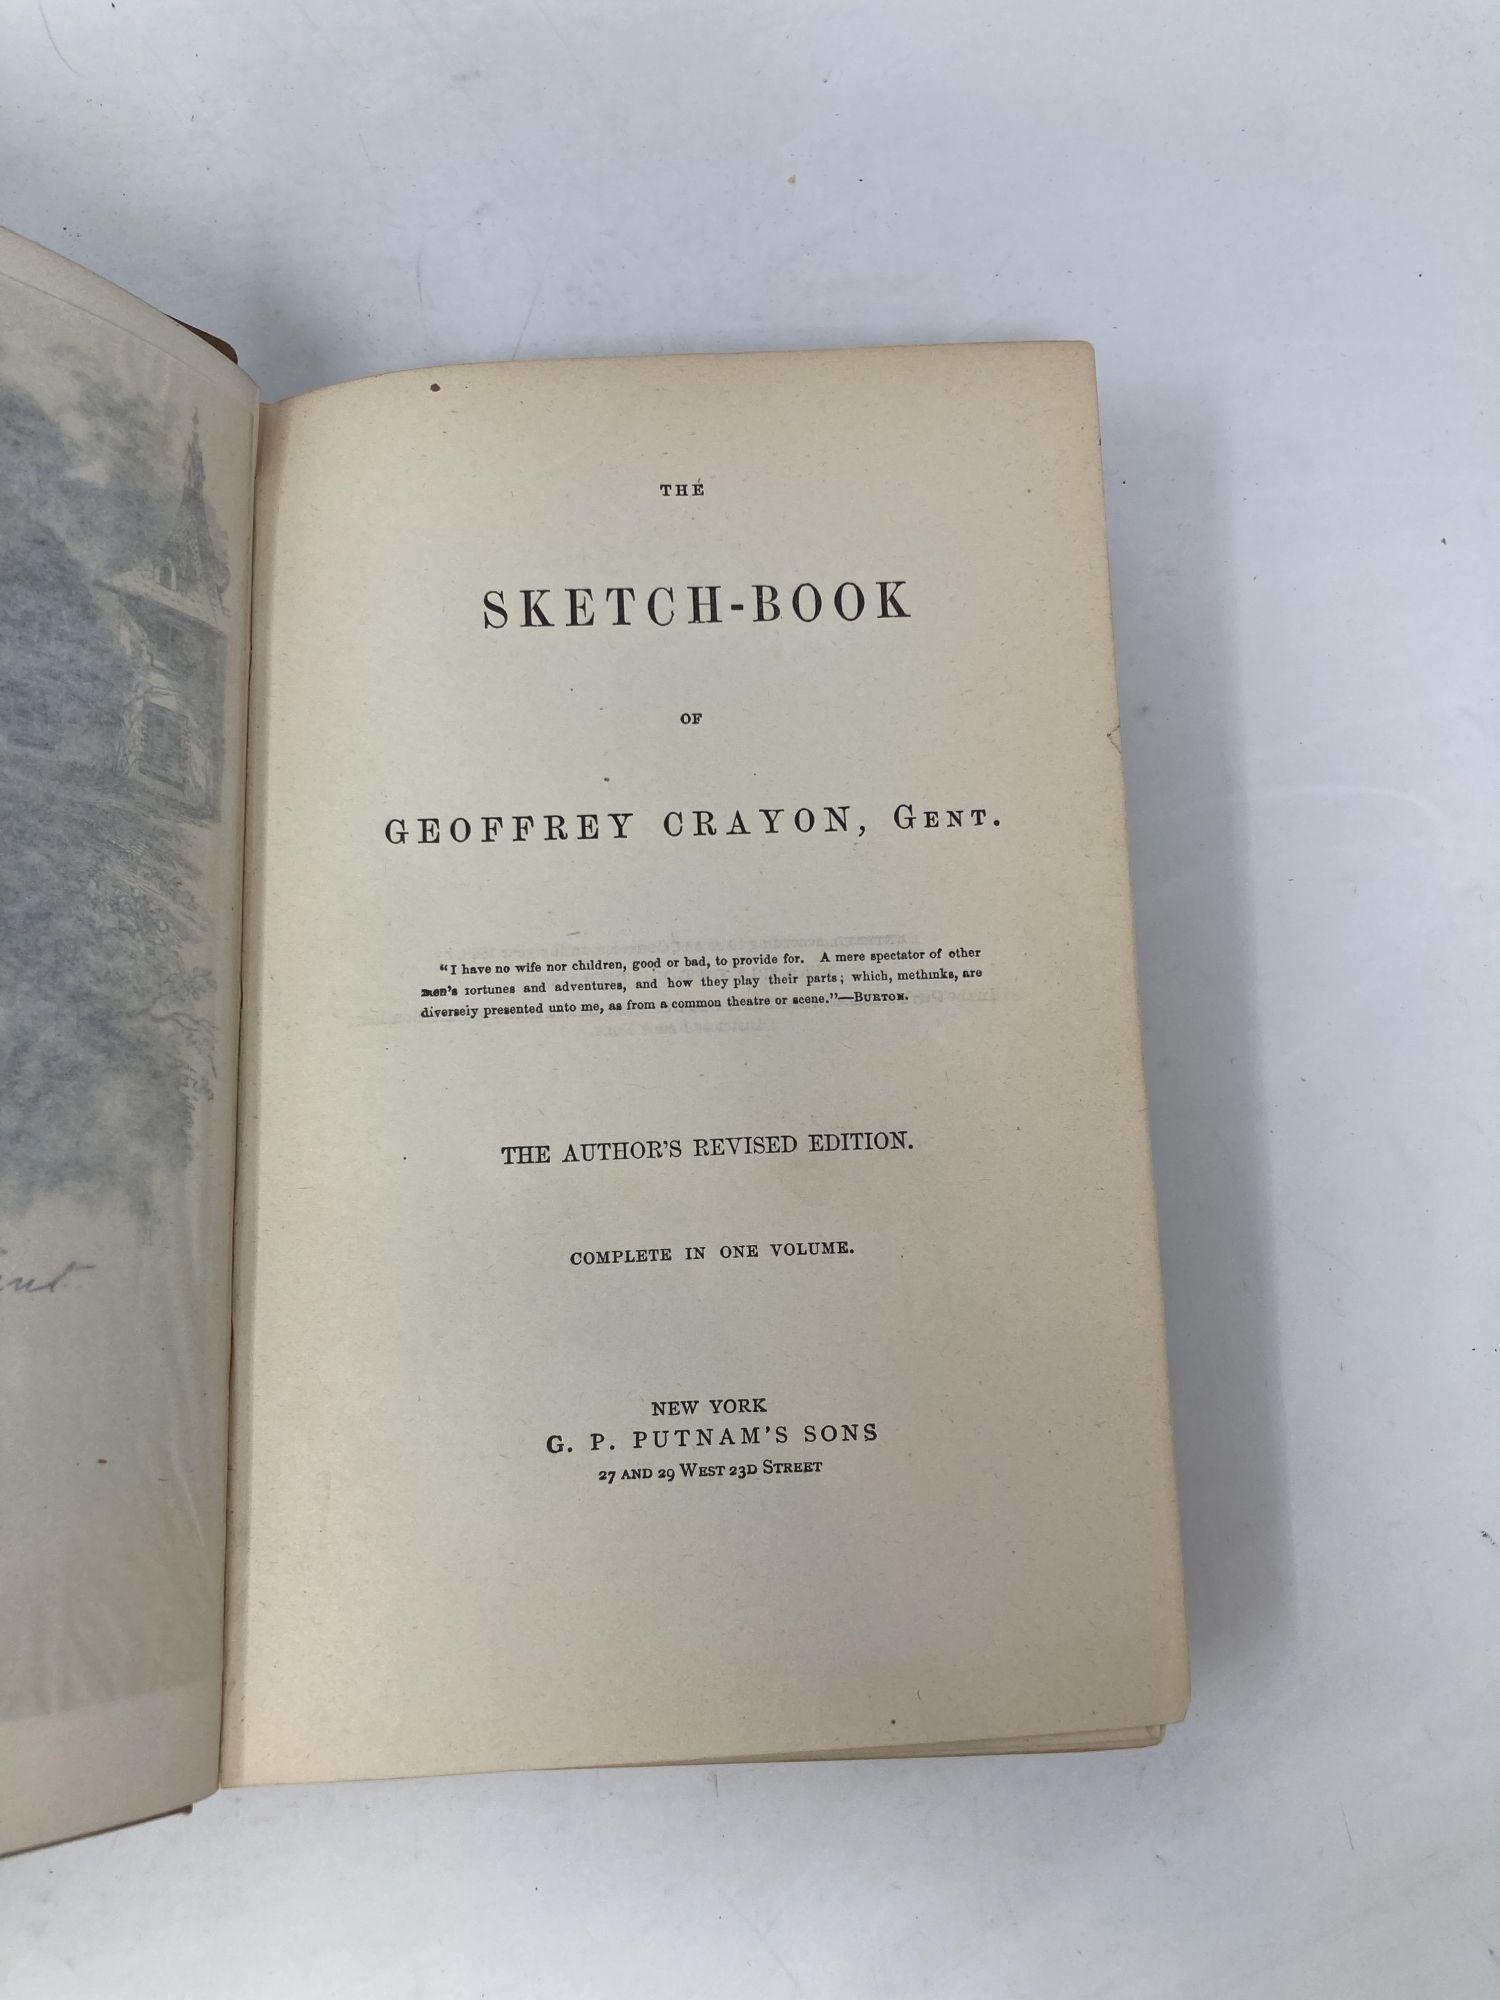 THE
SKETCH-BOOK
OF
GEOFFREY CRAYON, GENT.
"I have no wife nor children, good or bad, to provide for. A mere spectator of other
men's fortunes and adventures, and how they play their parts; which, methinks, are
diversely presented unto me, as from a common theatre or scene."—BURTON.
THE AUTHOR'S REVISED EDITION.
COMPLETE IN ONE VOLUME.
NEW YORK
G. P. PUTNAM'S SONS
27 AND 29 WEST 23D STREET